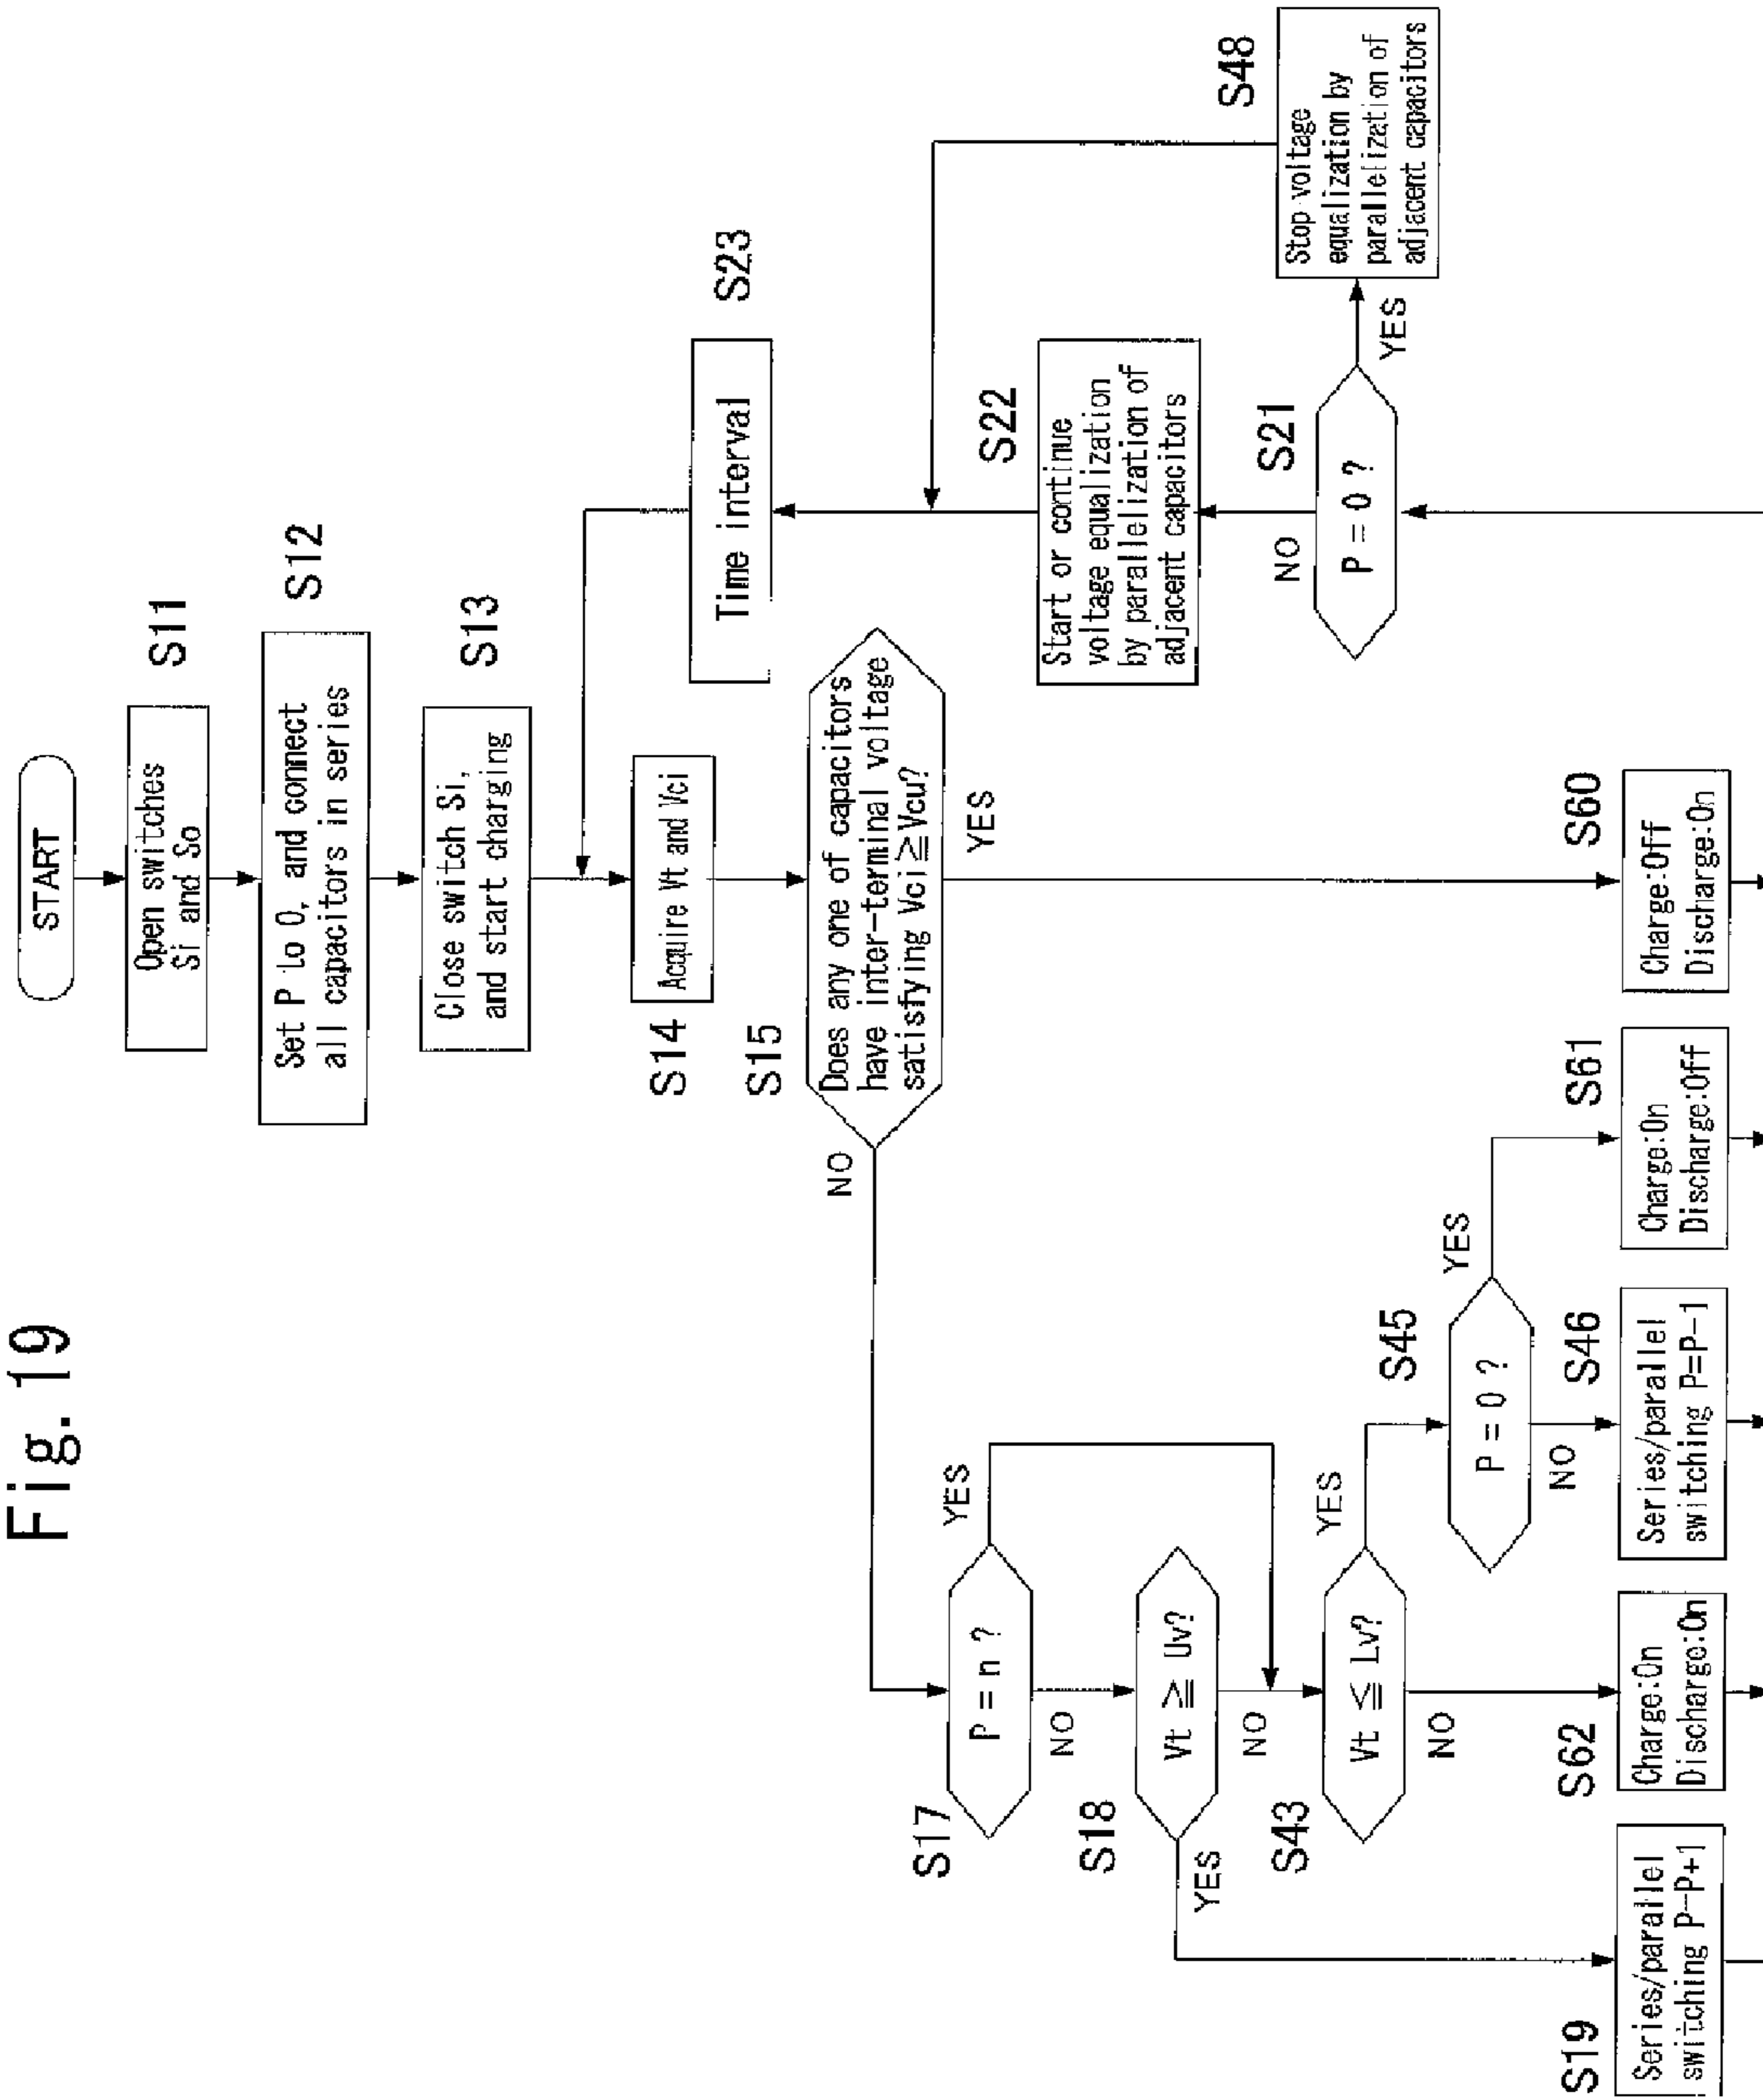 Fig. 19
START
Open switches
Si and So
S11
Set P to 0, and connect
all capacitors in series
S12
Close switch Si,
and start charging
S13
Acquire Vt and Vci
S14
S15
Does any one of capacitors
have inter-terminal voltage
satisfying Vci≧Vcu?
NO
YES
Time interval
S23
S17
P = n ?
YES
NO
S18
Vt ≧ Uv?
YES
NO
S43
Vt ≦ Lv?
YES
NO
S45
P = 0 ?
YES
NO
S22
Start or continue
voltage equalization
by parallelization of
adjacent capacitors
S21
P = 0 ?
NO
YES
S48
Stop voltage
equalization by
parallelization of
adjacent capacitors
S19
Series/parallel
switching P=P+1
S62
Charge:On
Discharge:On
S46
Series/parallel
switching P=P-1
S61
Charge:On
Discharge:Off
S60
Charge:Off
Discharge:On